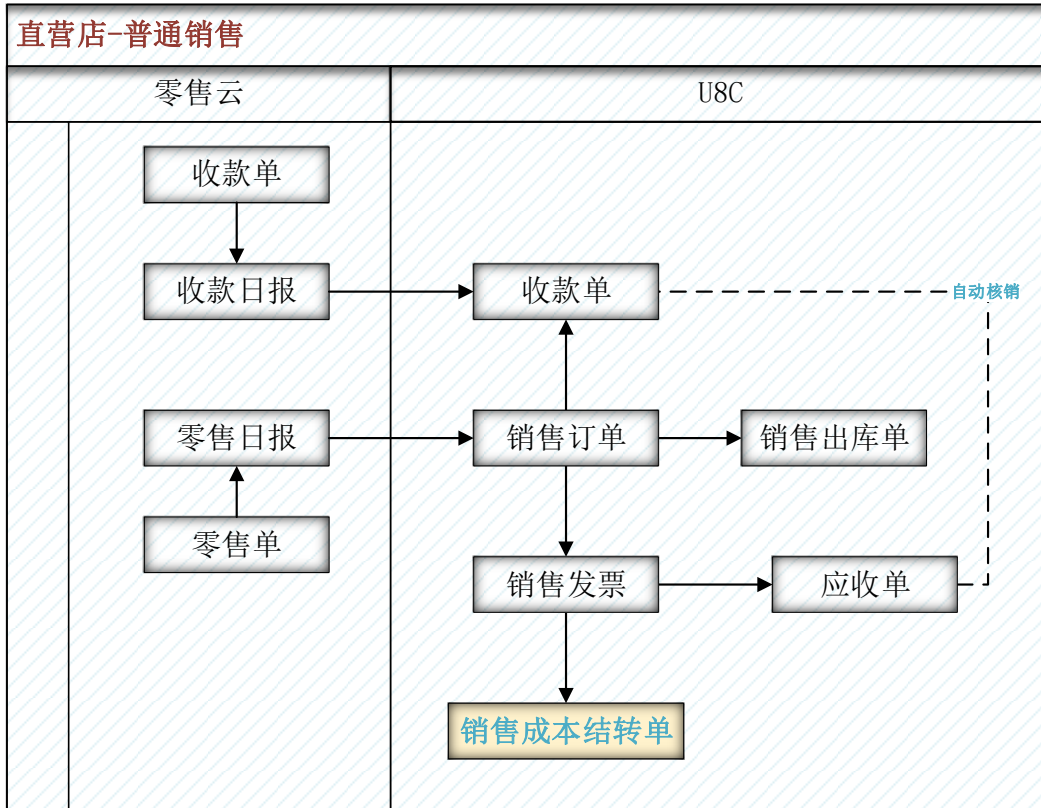 直营店-普通销售
零售云
U8C
收款单
收款日报
收款单
自动核销
零售日报
销售订单
销售出库单
零售单
销售发票
应收单
销售成本结转单